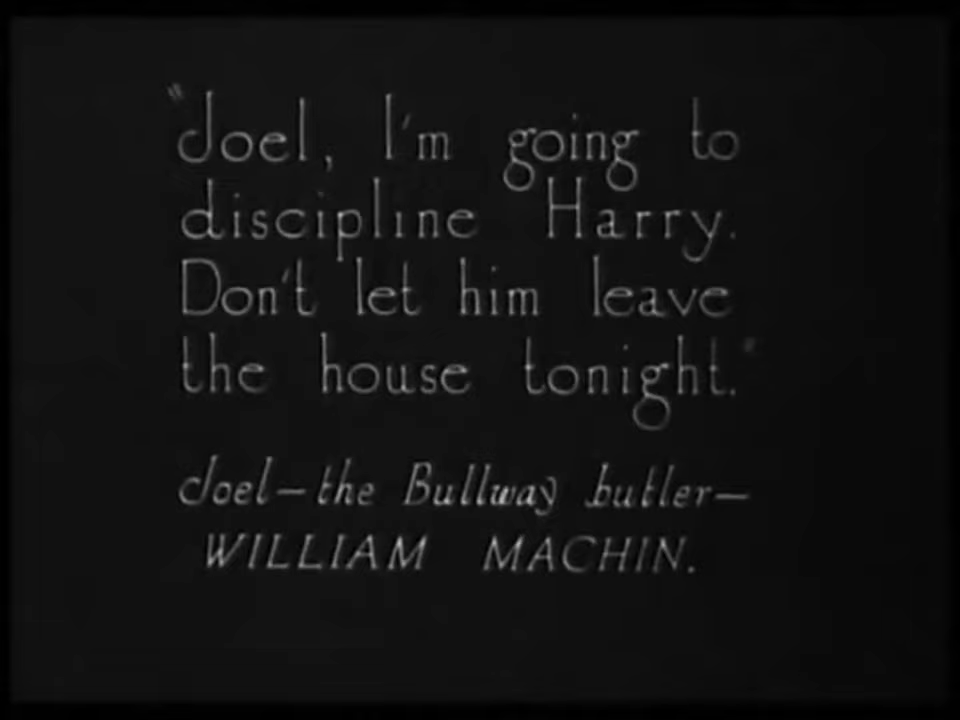 "Joel, I'm going to
discipline Harry.
Don't let him leave
the house tonight."
Joel—the Bullway butler—
WILLIAM MACHIN.